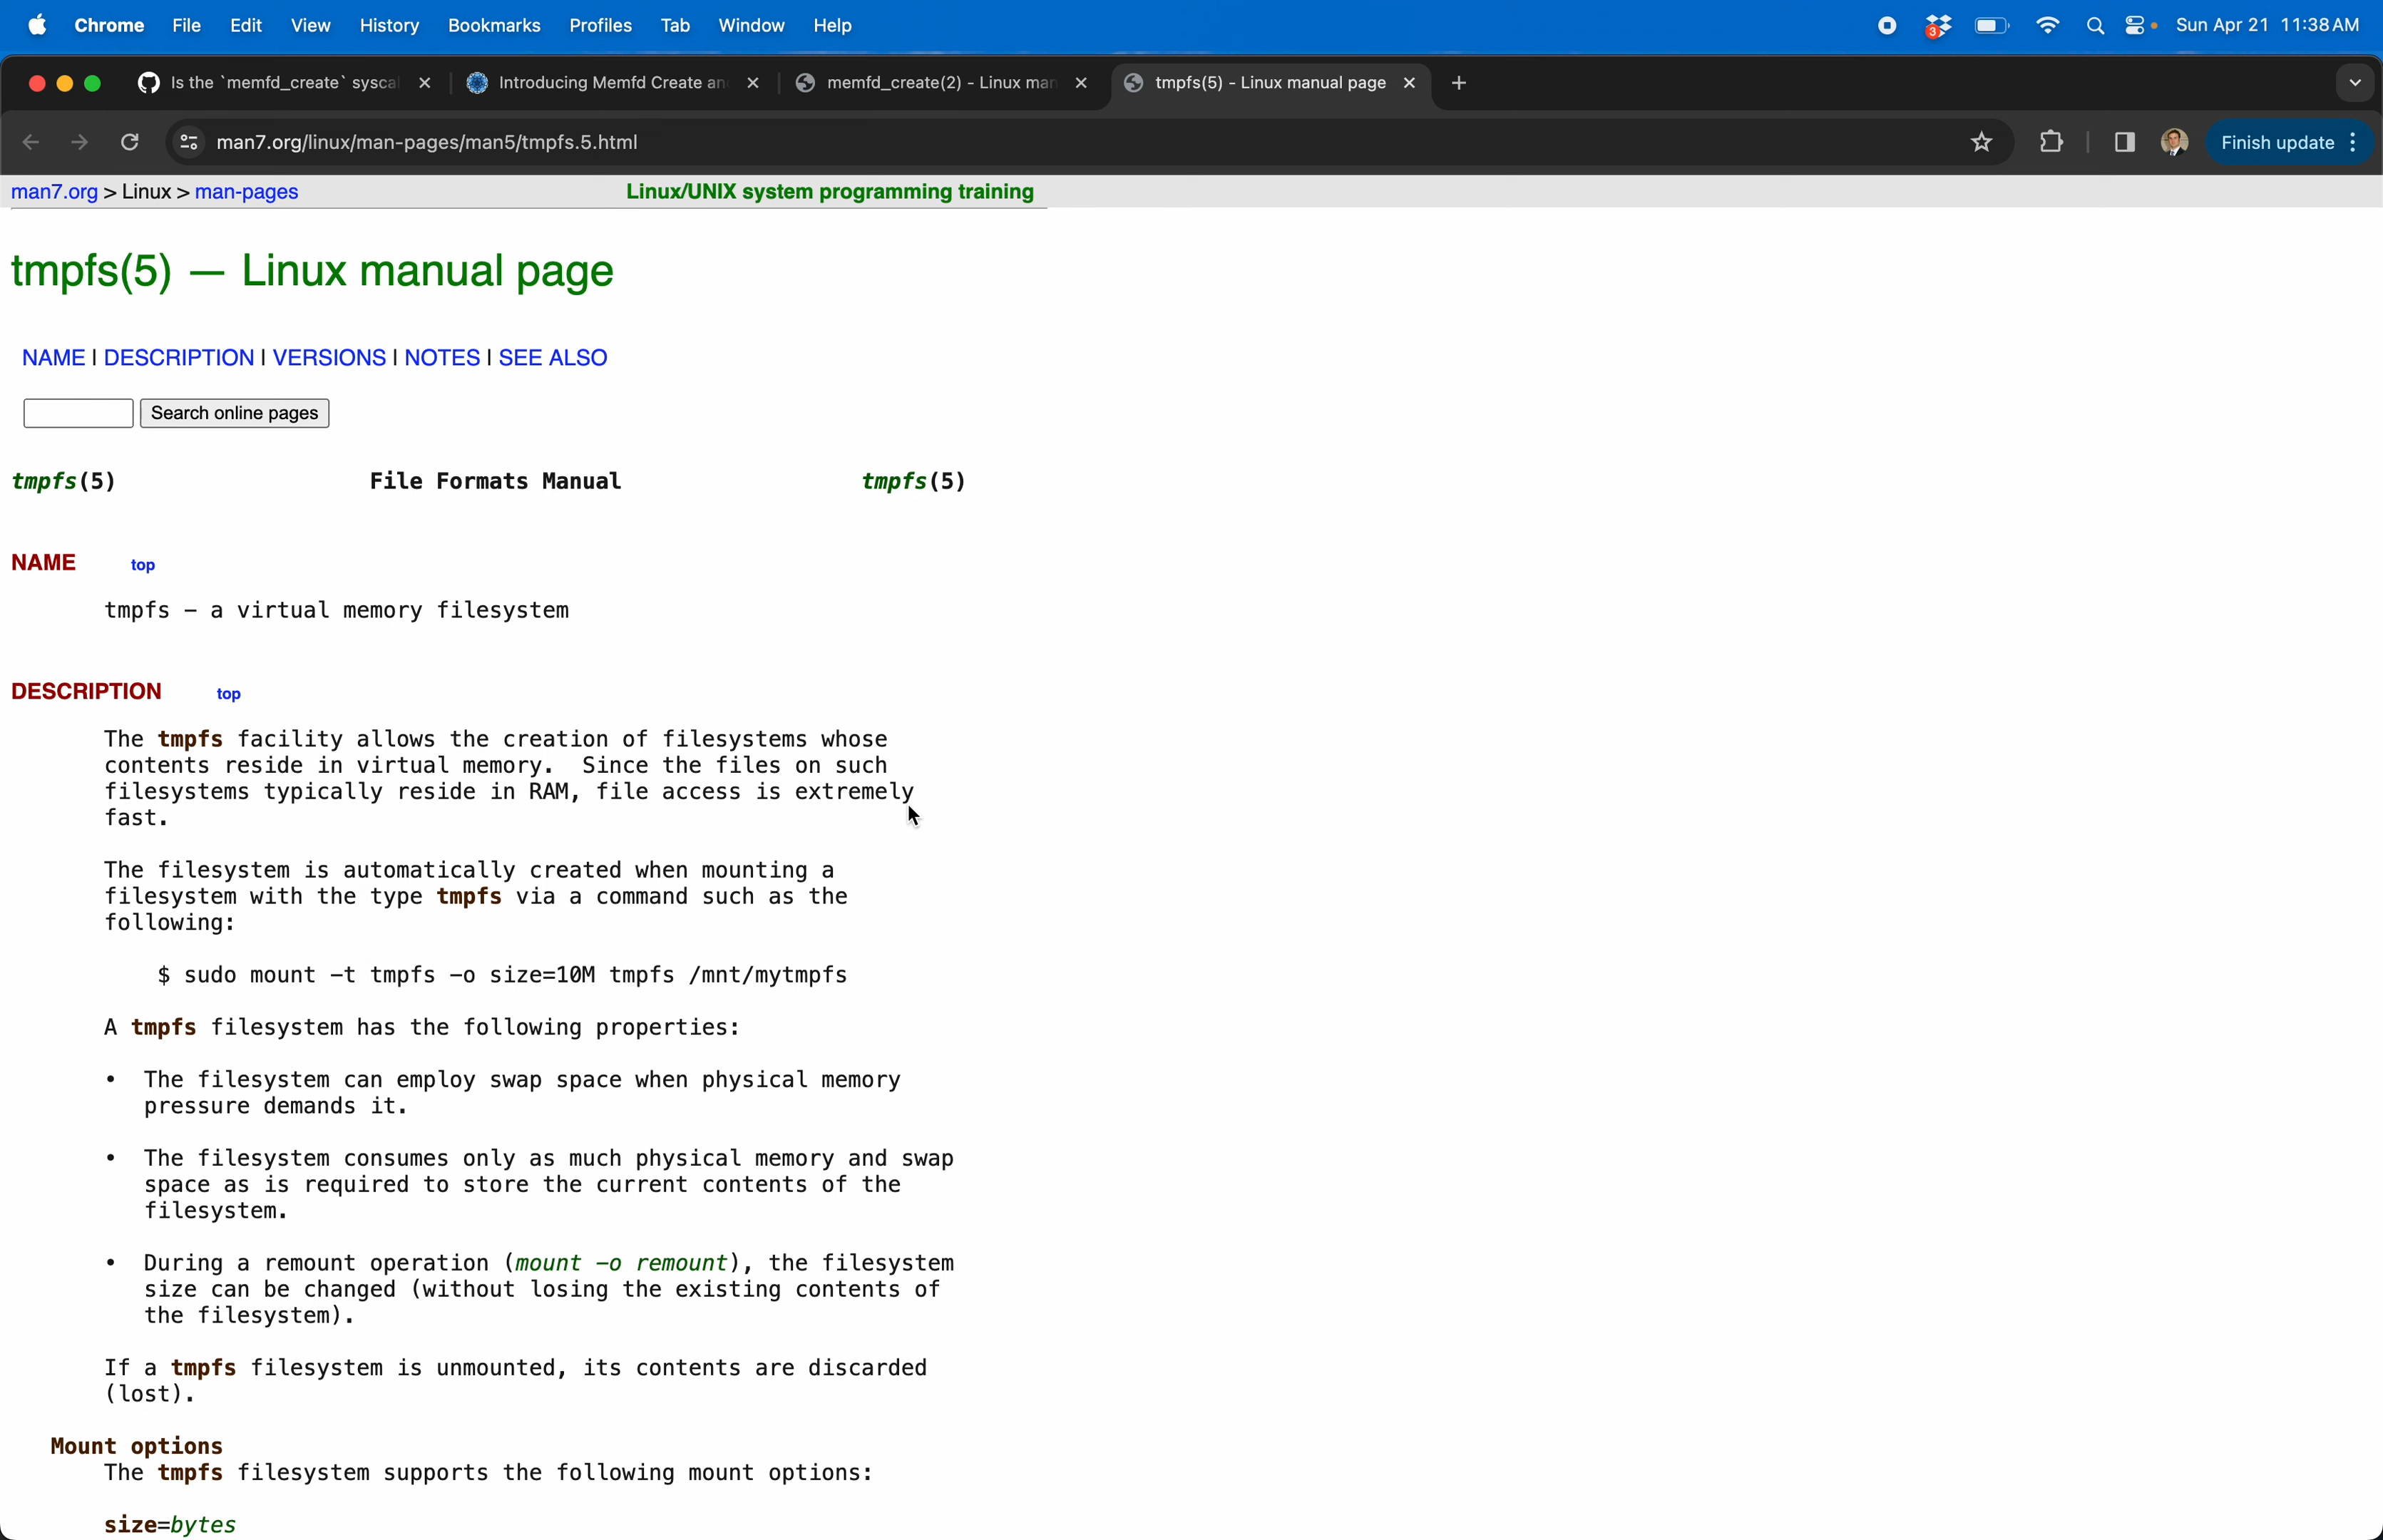 Chrome File Edit View History Bookmarks Profiles Tab Window Help 3 Sun Apr 21 11:38 AM
Is the `memfd_create` sysca
Introducing Memfd Create an
memfd_create(2) - Linux man
tmpfs(5) - Linux manual page
man7.org/linux/man-pages/man5/tmpfs.5.html Finish update
man7.org > Linux > man-pages Linux/UNIX system programming training
tmpfs(5) — Linux manual page
NAME | DESCRIPTION | VERSIONS | NOTES | SEE ALSO
Search online pages
tmpfs(5) File Formats Manual tmpfs(5)
NAME top
tmpfs - a virtual memory filesystem
DESCRIPTION top
The tmpfs facility allows the creation of filesystems whose
contents reside in virtual memory. Since the files on such
filesystems typically reside in RAM, file access is extremely
fast.
The filesystem is automatically created when mounting a
filesystem with the type tmpfs via a command such as the
following:
$ sudo mount -t tmpfs -o size=10M tmpfs /mnt/mytmpfs
A tmpfs filesystem has the following properties:
• The filesystem can employ swap space when physical memory
pressure demands it.
• The filesystem consumes only as much physical memory and swap
space as is required to store the current contents of the
filesystem.
• During a remount operation (mount -o remount), the filesystem
size can be changed (without losing the existing contents of
the filesystem).
If a tmpfs filesystem is unmounted, its contents are discarded
(lost).
Mount options
The tmpfs filesystem supports the following mount options:
size=bytes